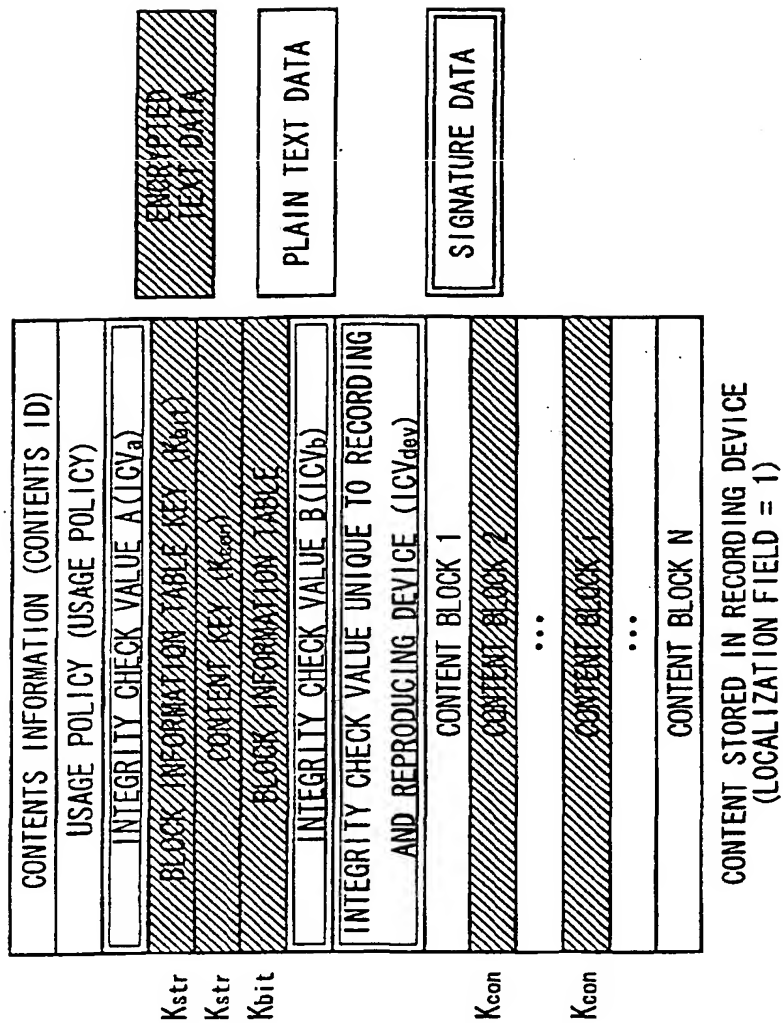 CONTENTS INFORMATION (CONTENTS ID)
USAGE POLICY (USAGE POLICY)
INTEGRITY CHECK VALUE A (ICVa)
Kstr BLOCK INFORMATION TABLE KEY (Kbit)
Kstr CONTENT KEY (Kcon)
Kbit BLOCK INFORMATION TABLE
INTEGRITY CHECK VALUE B (ICVb)
INTEGRITY CHECK VALUE UNIQUE TO RECORDING
AND REPRODUCING DEVICE (ICVdev)
CONTENT BLOCK 1
Kcon CONTENT BLOCK 2
•••
Kcon CONTENT BLOCK i
•••
CONTENT BLOCK N
CONTENT STORED IN RECORDING DEVICE
(LOCALIZATION FIELD = 1)
ENCRIPIED
TEXT DATA
PLAIN TEXT DATA
SIGNATURE DATA